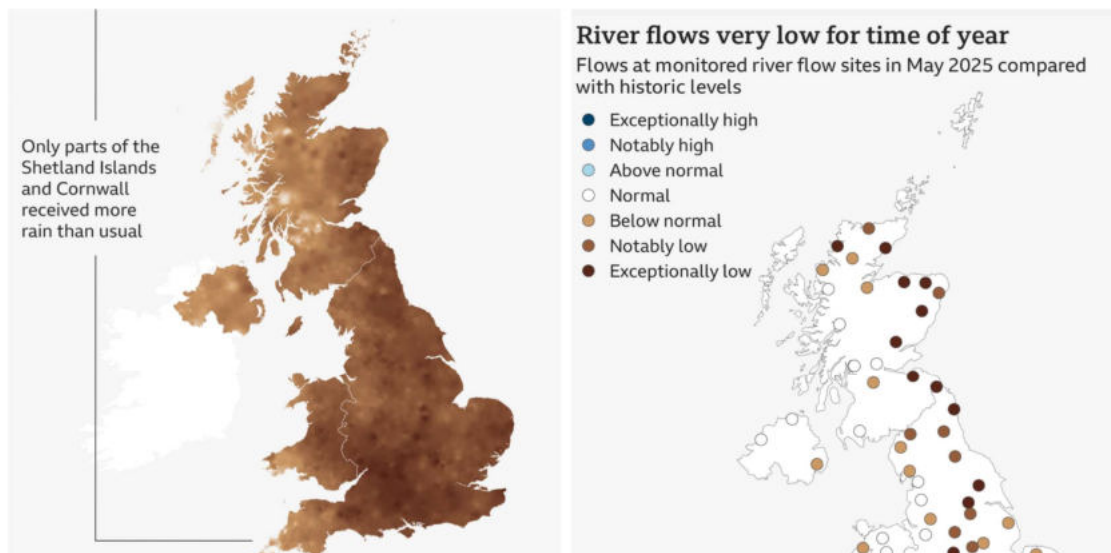 Only parts of the
Shetland Islands
and Cornwall
received more
rain than usual
River flows very low for time of year
Flows at monitored river flow sites in May 2025 compared
with historic levels
Exceptionally high
Notably high
Above normal
Normal
Below normal
Notably low
Exceptionally low